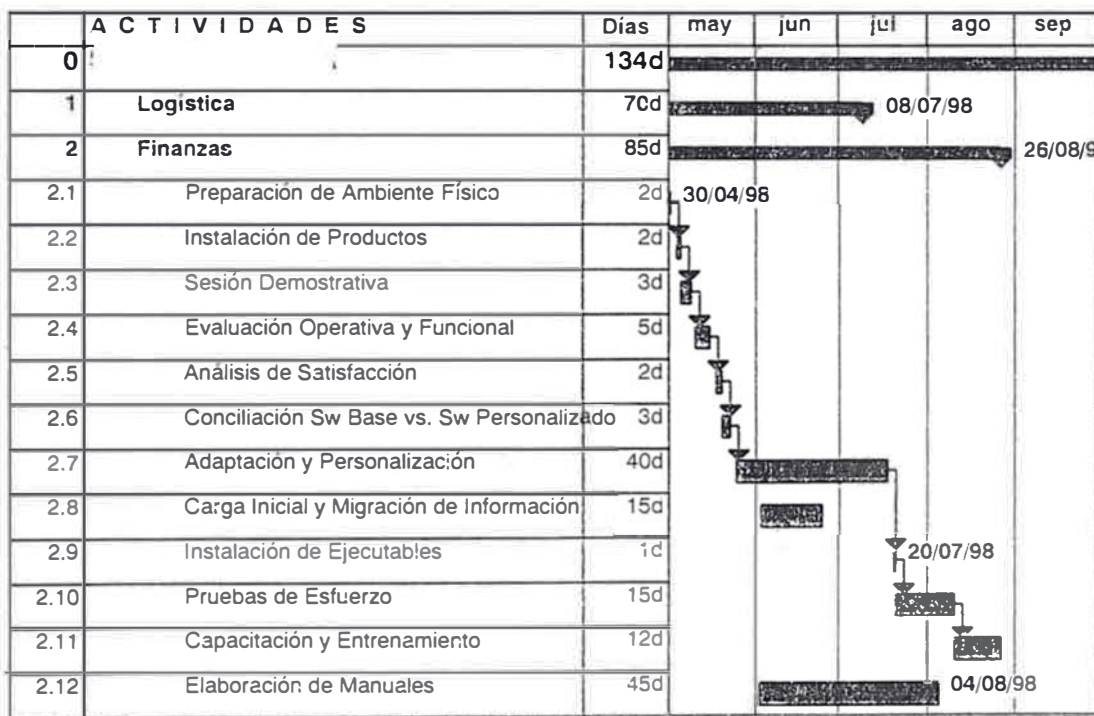 ACTIVIDADES Días may jun jul ago sep
0 134d
1 Logística 70d 08/07/98
2 Finanzas 85d 26/08/9
2.1 Preparación de Ambiente Físico 2d 30/04/98
2.2 Instalación de Productos 2d
2.3 Sesión Demostrativa 3d
2.4 Evaluación Operativa y Funcional 5d
2.5 Análisis de Satisfacción 2d
2.6 Conciliación Sw Base vs. Sw Personalizado 3d
2.7 Adaptación y Personalización 40d
2.8 Carga Inicial y Migración de Información 15d
2.9 Instalación de Ejecutables 1d 20/07/98
2.10 Pruebas de Esfuerzo 15d
2.11 Capacitación y Entrenamiento 12d
2.12 Elaboración de Manuales 45d 04/08/98